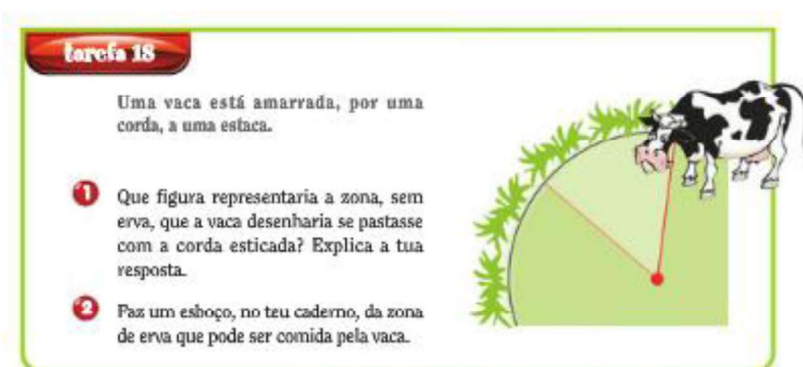 tarefa 18
Uma vaca está amarrada, por uma
corda, a uma estaca.
1 Que figura representaria a zona, sem
erva, que a vaca desenharia se pastasse
com a corda esticada? Explica a tua
resposta.
2 Faz um esboço, no teu caderno, da zona
de erva que pode ser comida pela vaca.